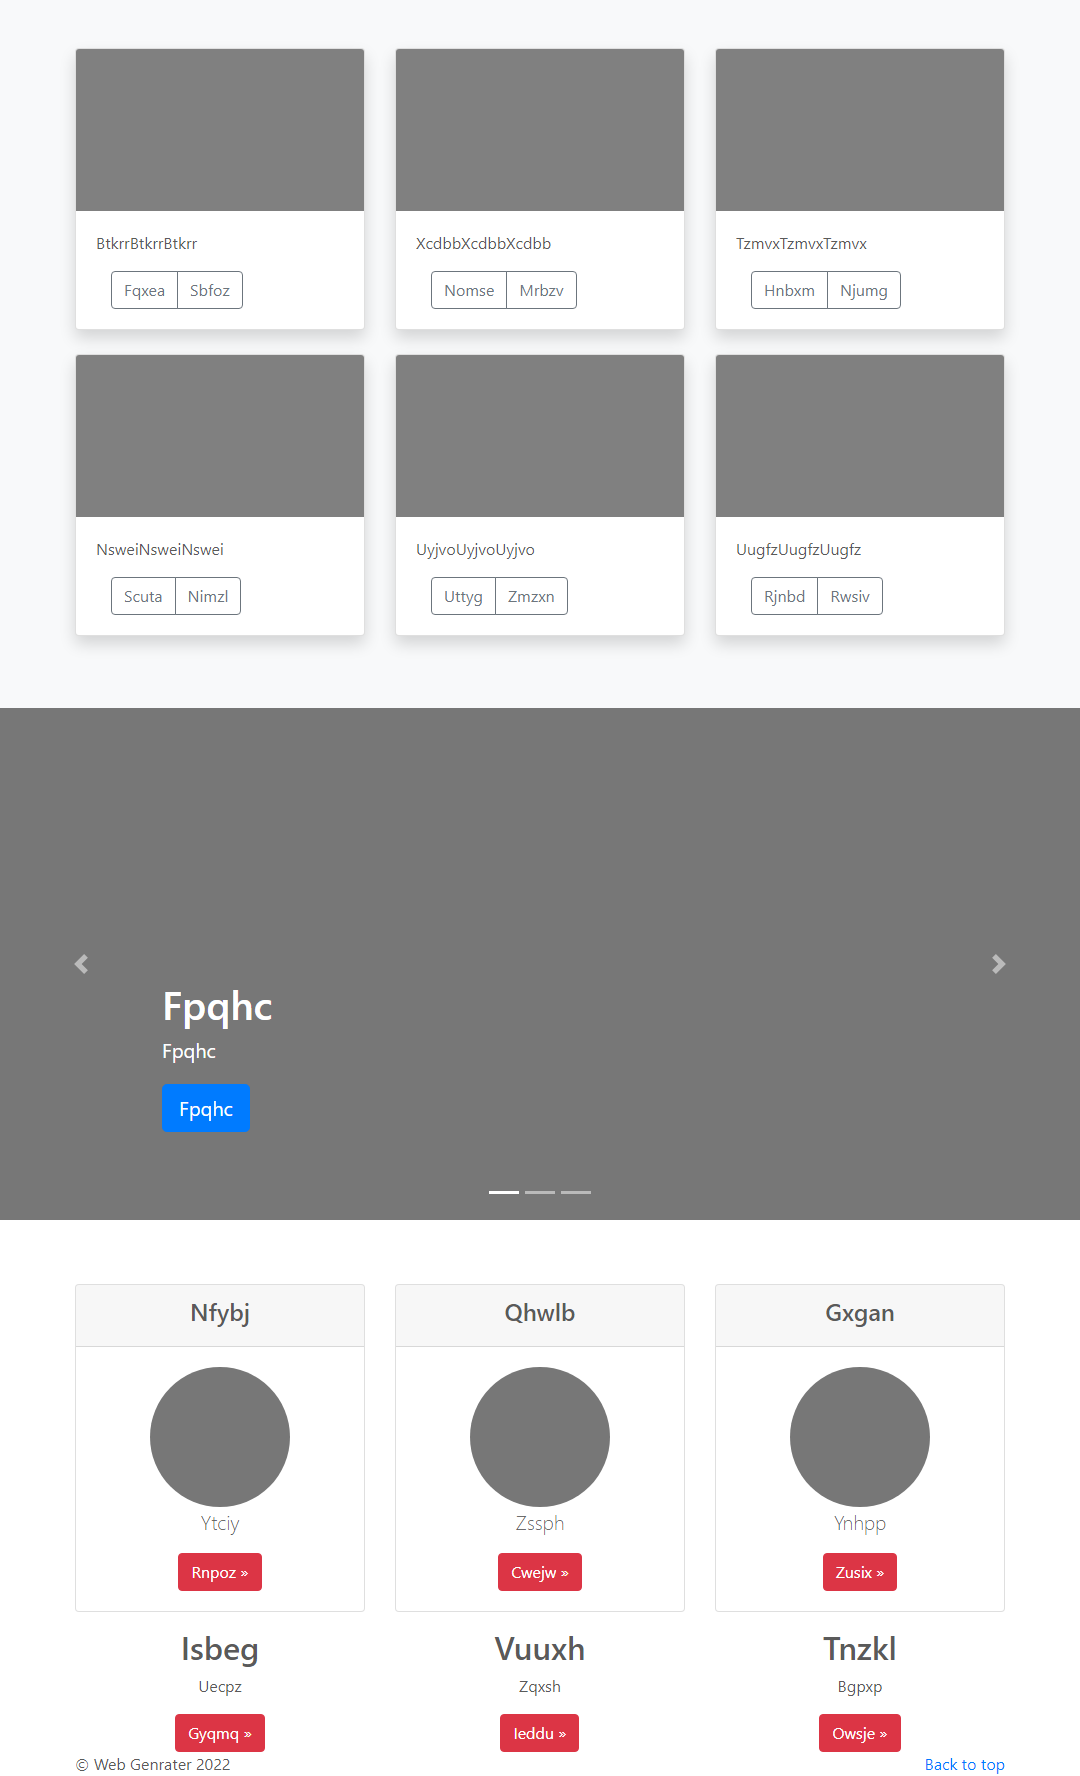 BtkrrBtkrrBtkrr
XcdbbXcdbbXcdbb
TzmvxTzmvxTzmvx
Fqxea Sbfoz
Nomse Mrbzv
Hnbxm Njumg
NsweiNsweiNswei
UyjvoUyjvoUyjvo
UugfzUugfzUugfz
Scuta Nimzl
Uttyg Zmzxn
Rjnbd Rwsiv
Fpqhc
Fpqhc
Fpqhc
Nfybj
Qhwlb
Gxgan
Ytciy
Zssph
Ynhpp
Rnpoz »
Cwejw »
Zusix »
Isbeg
Vuuxh
Tnzkl
Uecpz
Zqxsh
Bgpxp
Gyqmq »
Ieddu »
Owsje »
© Web Genrater 2022
Back to top